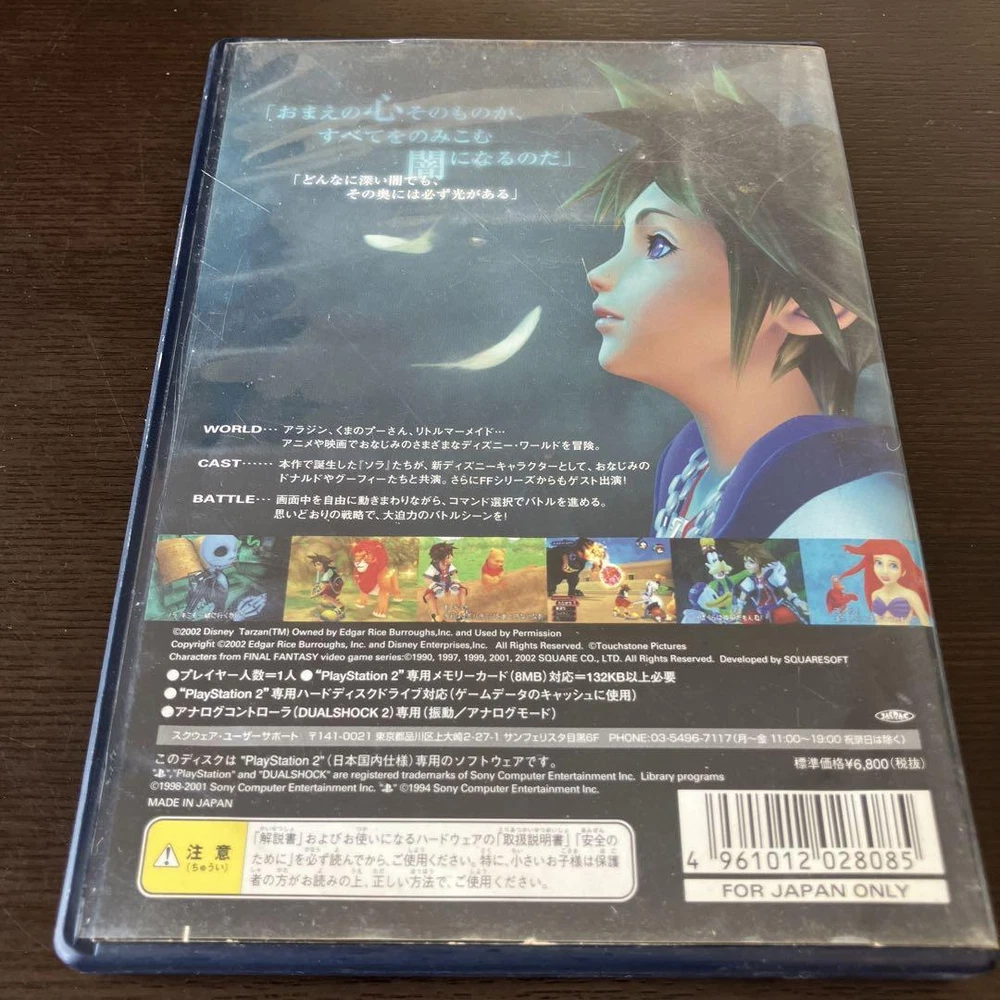 「おまえの心そのものが、
すべてをのみこむ
闇になるのだ」
「どんなに深い闇でも、
その奥には必ず光がある」
WORLD… アラジン、くまのプーさん、リトルマーメイド…
アニメや映画でおなじみのさまざまなディズニー・ワールドを冒険。
CAST…… 本作で誕生した『ソラ』たちが、新ディズニーキャラクターとして、おなじみの
ドナルドやグーフィーたちと共演。さらにFFシリーズからもゲスト出演!
BATTLE… 画面中を自由に動きまわりながら、コマンド選択でバトルを進める。
思いどおりの戦略で、大迫力のバトルシーンを!
©2002 Disney Tarzan(TM) Owned by Edgar Rice Burroughs,Inc. and Used by Permission
Copyright ©2002 Edgar Rice Burroughs, Inc. and Disney Enterprises,Inc. All Rights Reserved. ©Touchstone Pictures
Characters from FINAL FANTASY video game series:©1990, 1997, 1999, 2001, 2002 SQUARE CO., LTD. All Rights Reserved. Developed by SQUARESOFT
●プレイヤー人数=1人 ●"PlayStation 2"専用メモリーカード(8MB)対応=132KB以上必要
●"PlayStation 2"専用ハードディスクドライブ対応(ゲームデータのキャッシュに使用)
●アナログコントローラ(DUALSHOCK 2)専用(振動/アナログモード)
スクウェア・ユーザーサポート 〒141-0021 東京都品川区上大崎2-27-1 サンフェリスタ目黒6F PHONE:03-5496-7117(月〜金 11:00〜19:00 祝祭日は除く)
このディスクは "PlayStation 2"(日本国内仕様)専用のソフトウェアです。 標準価格¥6,800(税抜)
"PlayStation" and "DUALSHOCK" are registered trademarks of Sony Computer Entertainment Inc. Library programs
©1998-2001 Sony Computer Entertainment Inc. ©1994 Sony Computer Entertainment Inc.
MADE IN JAPAN
注意
(ちゅうい)
「解説書」およびお使いになるハードウェアの「取扱説明書」「安全の
ために」を必ず読んでから、ご使用ください。特に、小さいお子様は保護
者の方がお読みの上、正しい方法で、ご使用ください。
4 961012 028085
FOR JAPAN ONLY